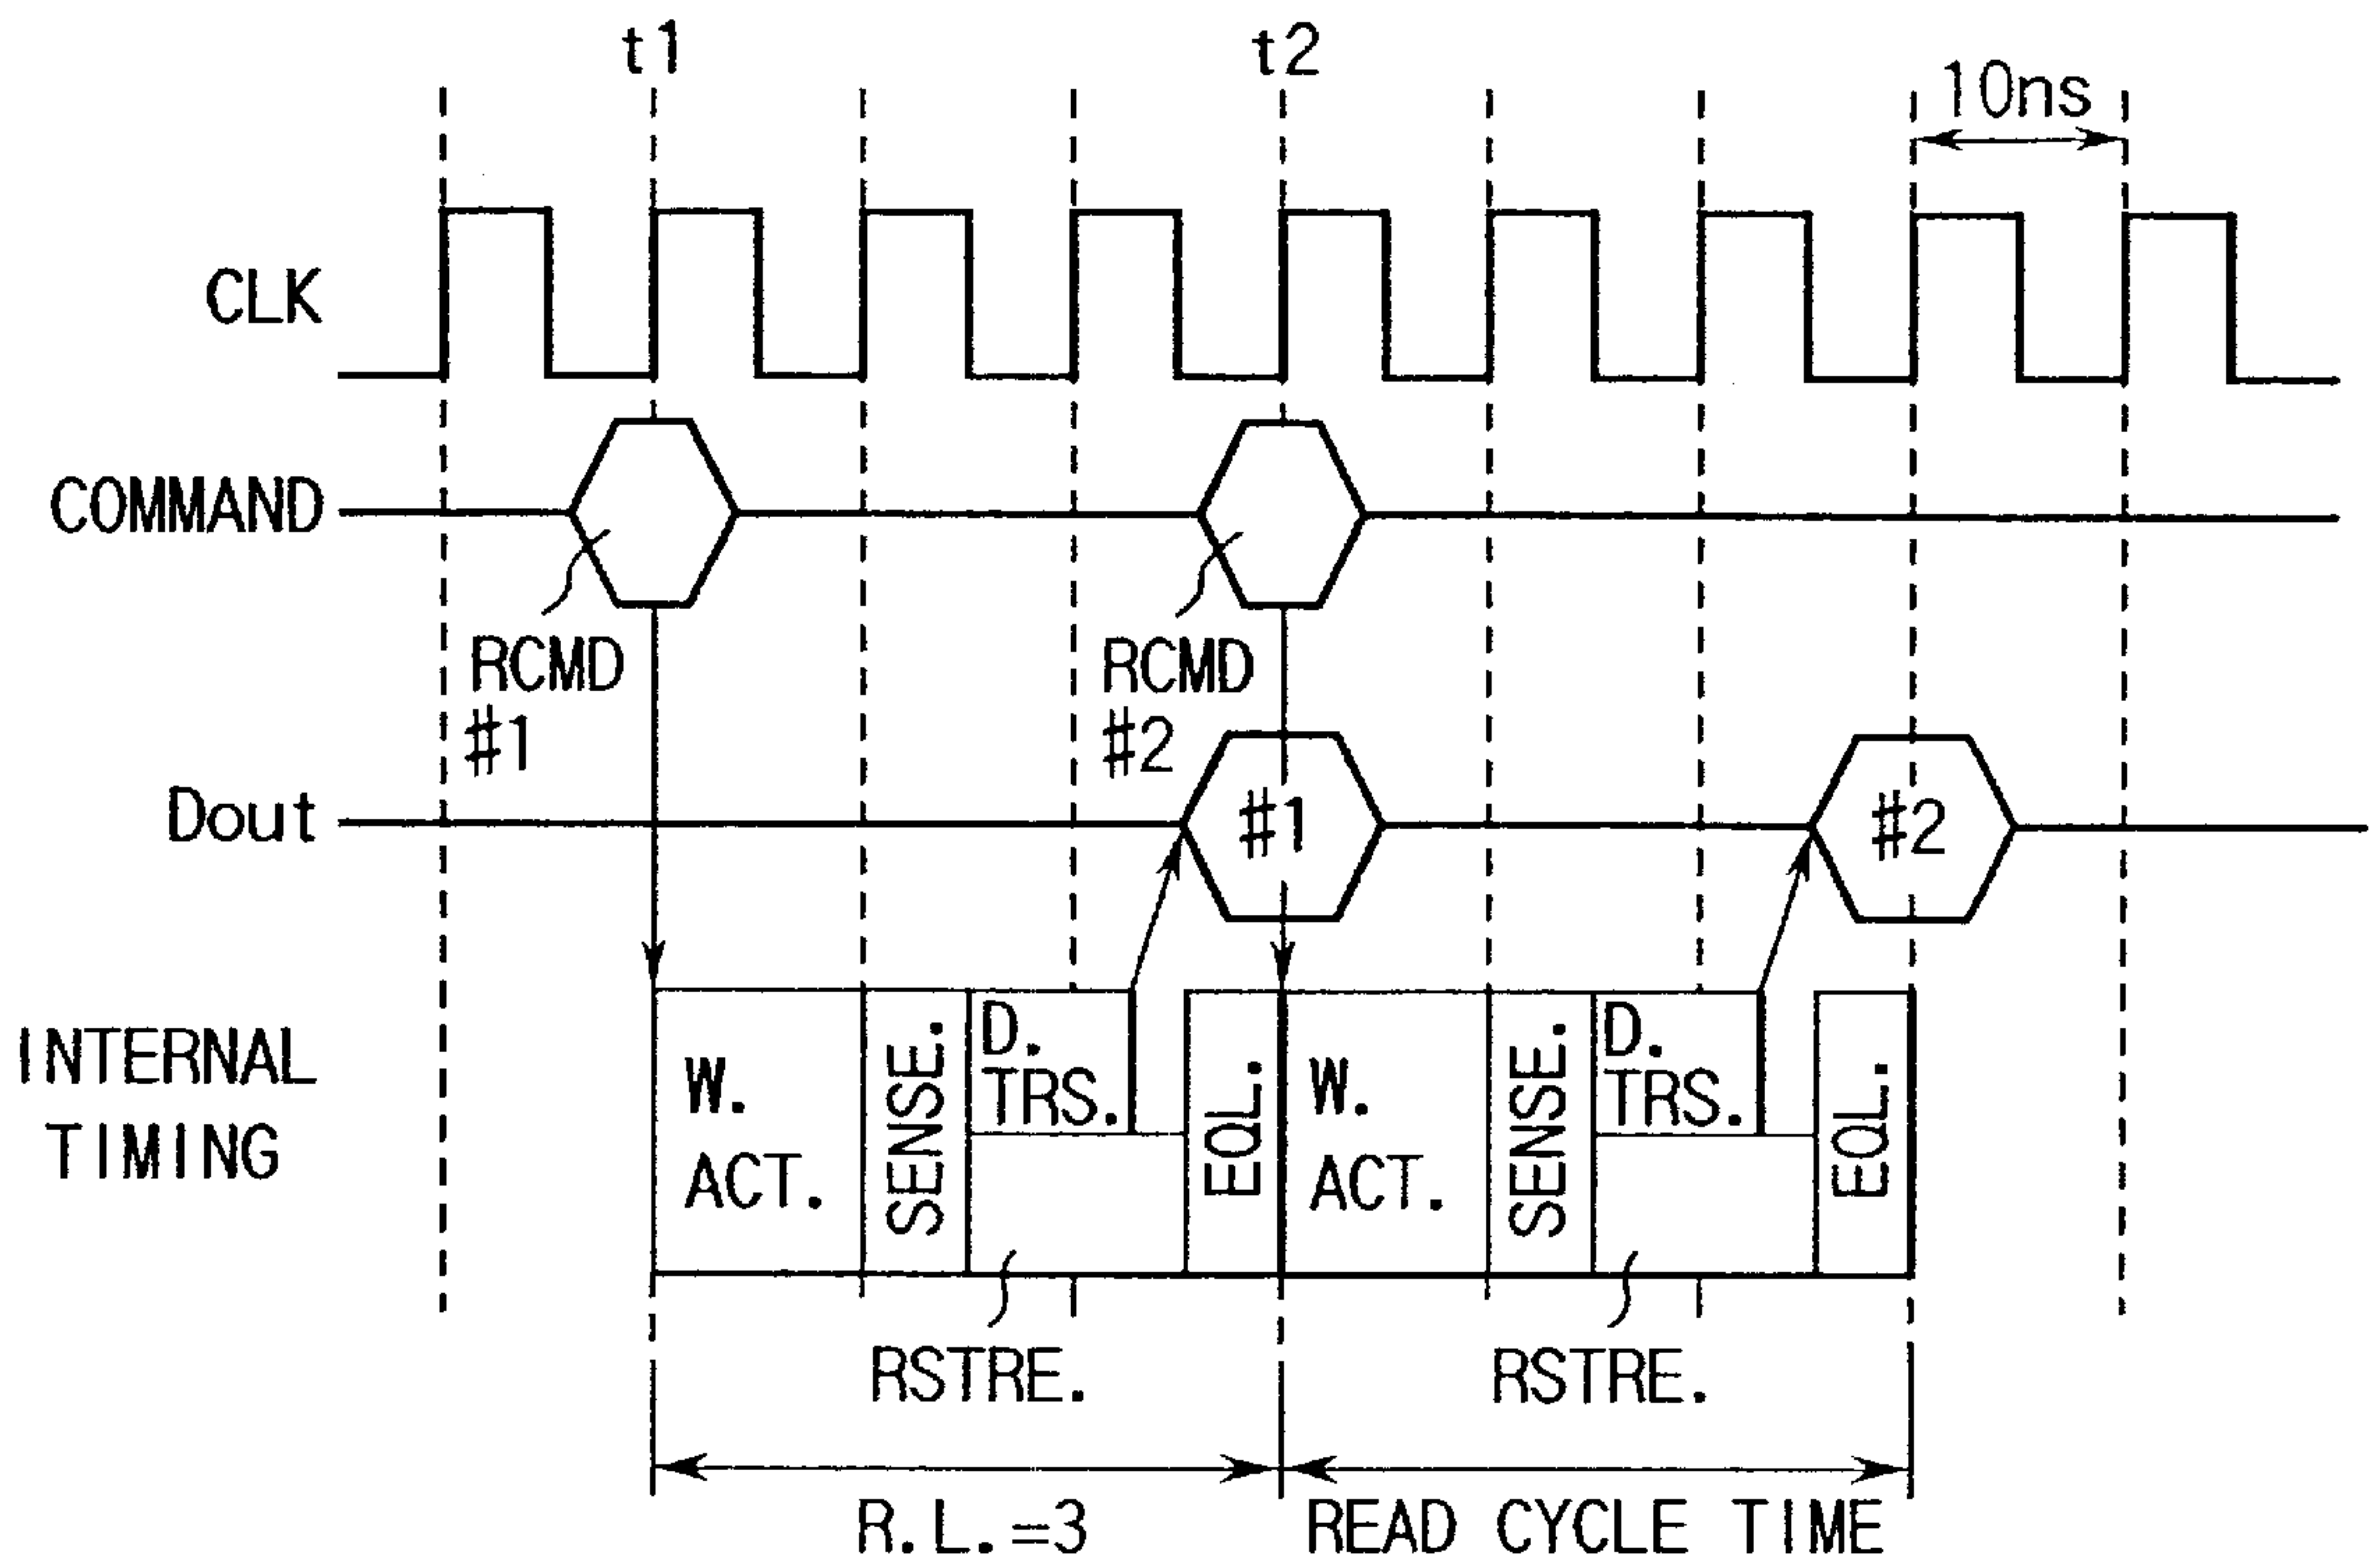 t1
t2
10ns
CLK
COMMAND
RCMD
#1
RCMD
#2
Dout
#1
#2
INTERNAL
TIMING
W.
ACT.
SENSE.
D.
TRS.
EQL.
W.
ACT.
SENSE.
D.
TRS.
EQL.
RSTRE.
RSTRE.
R.L.=3
READ CYCLE TIME